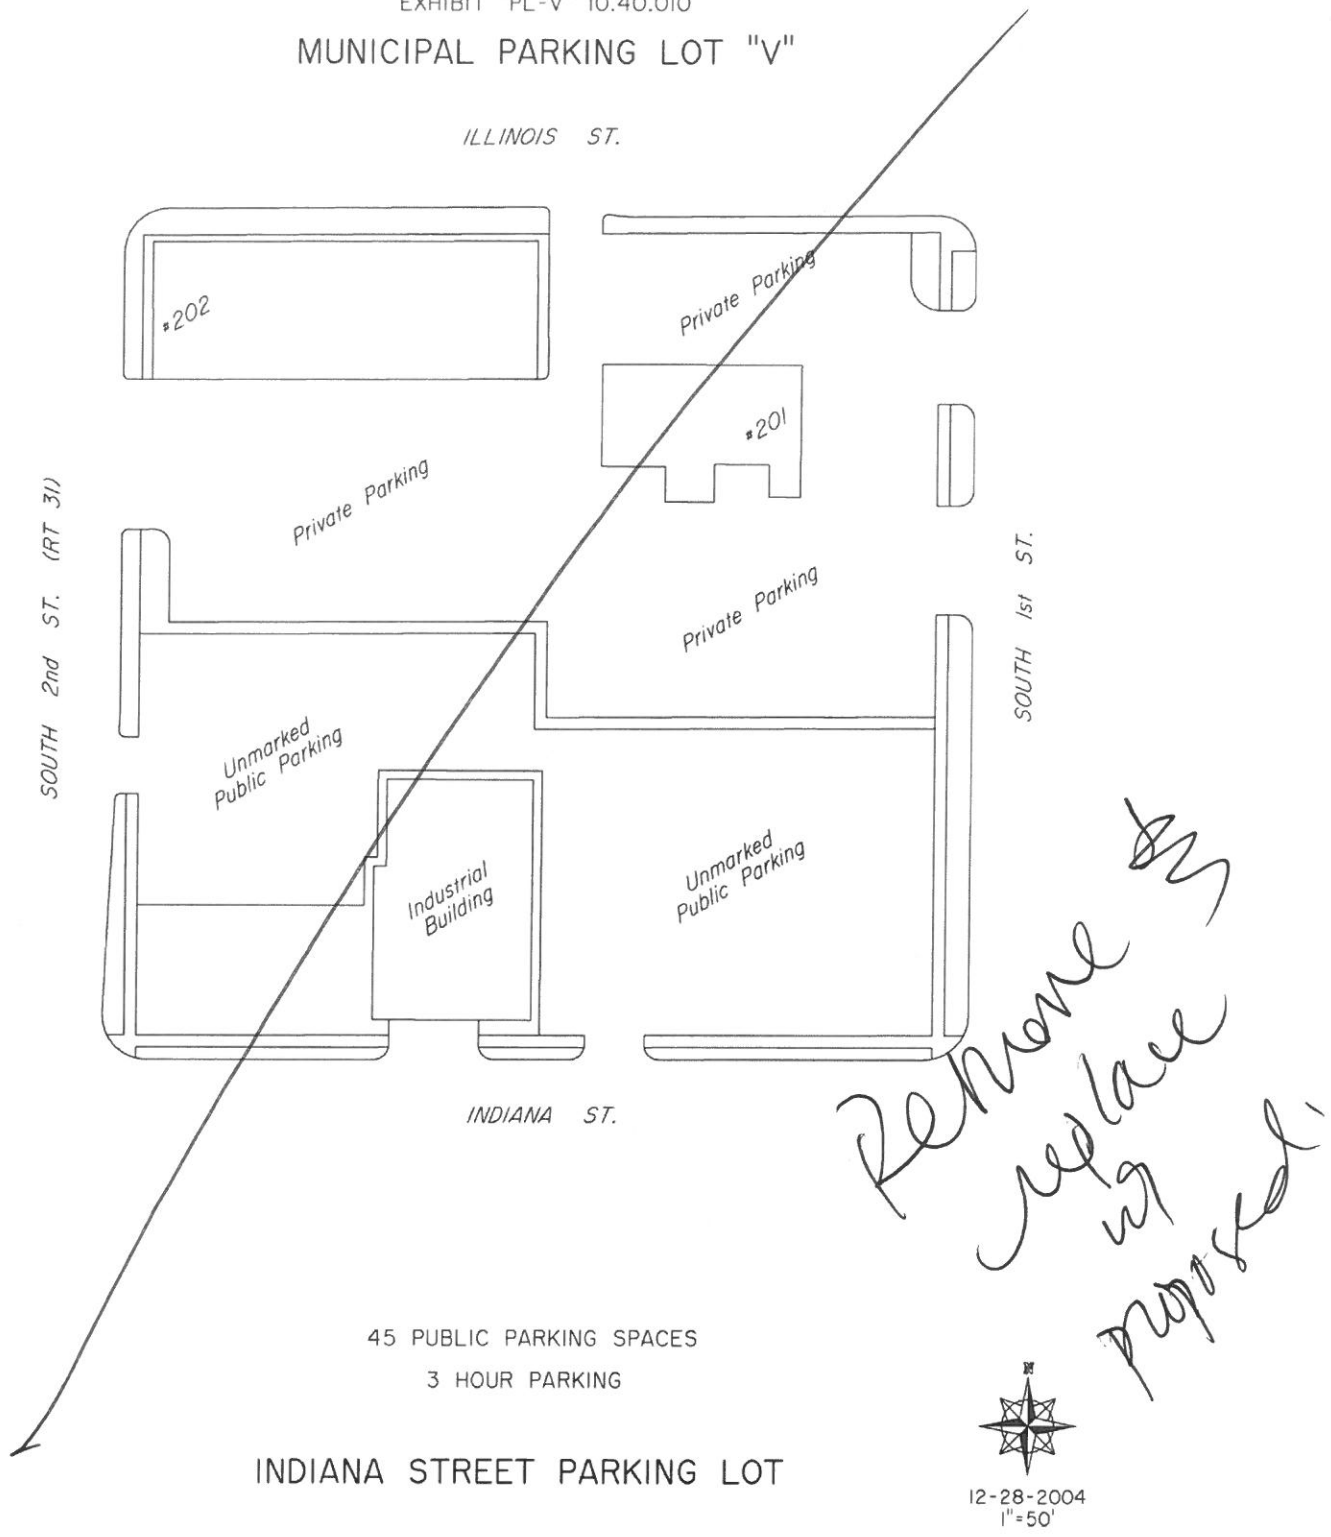 EXHIBIT PL-V 10.40.010
MUNICIPAL PARKING LOT "V"
ILLINOIS ST.
#202
Private Parking
#201
Private Parking
Private Parking
SOUTH 2nd ST. (RT 31)
SOUTH 1st ST.
Unmarked
Public Parking
Industrial
Building
Unmarked
Public Parking
INDIANA ST.
Remove &
replace
w/
proposed.
45 PUBLIC PARKING SPACES
3 HOUR PARKING
N
INDIANA STREET PARKING LOT
12-28-2004
1"=50'